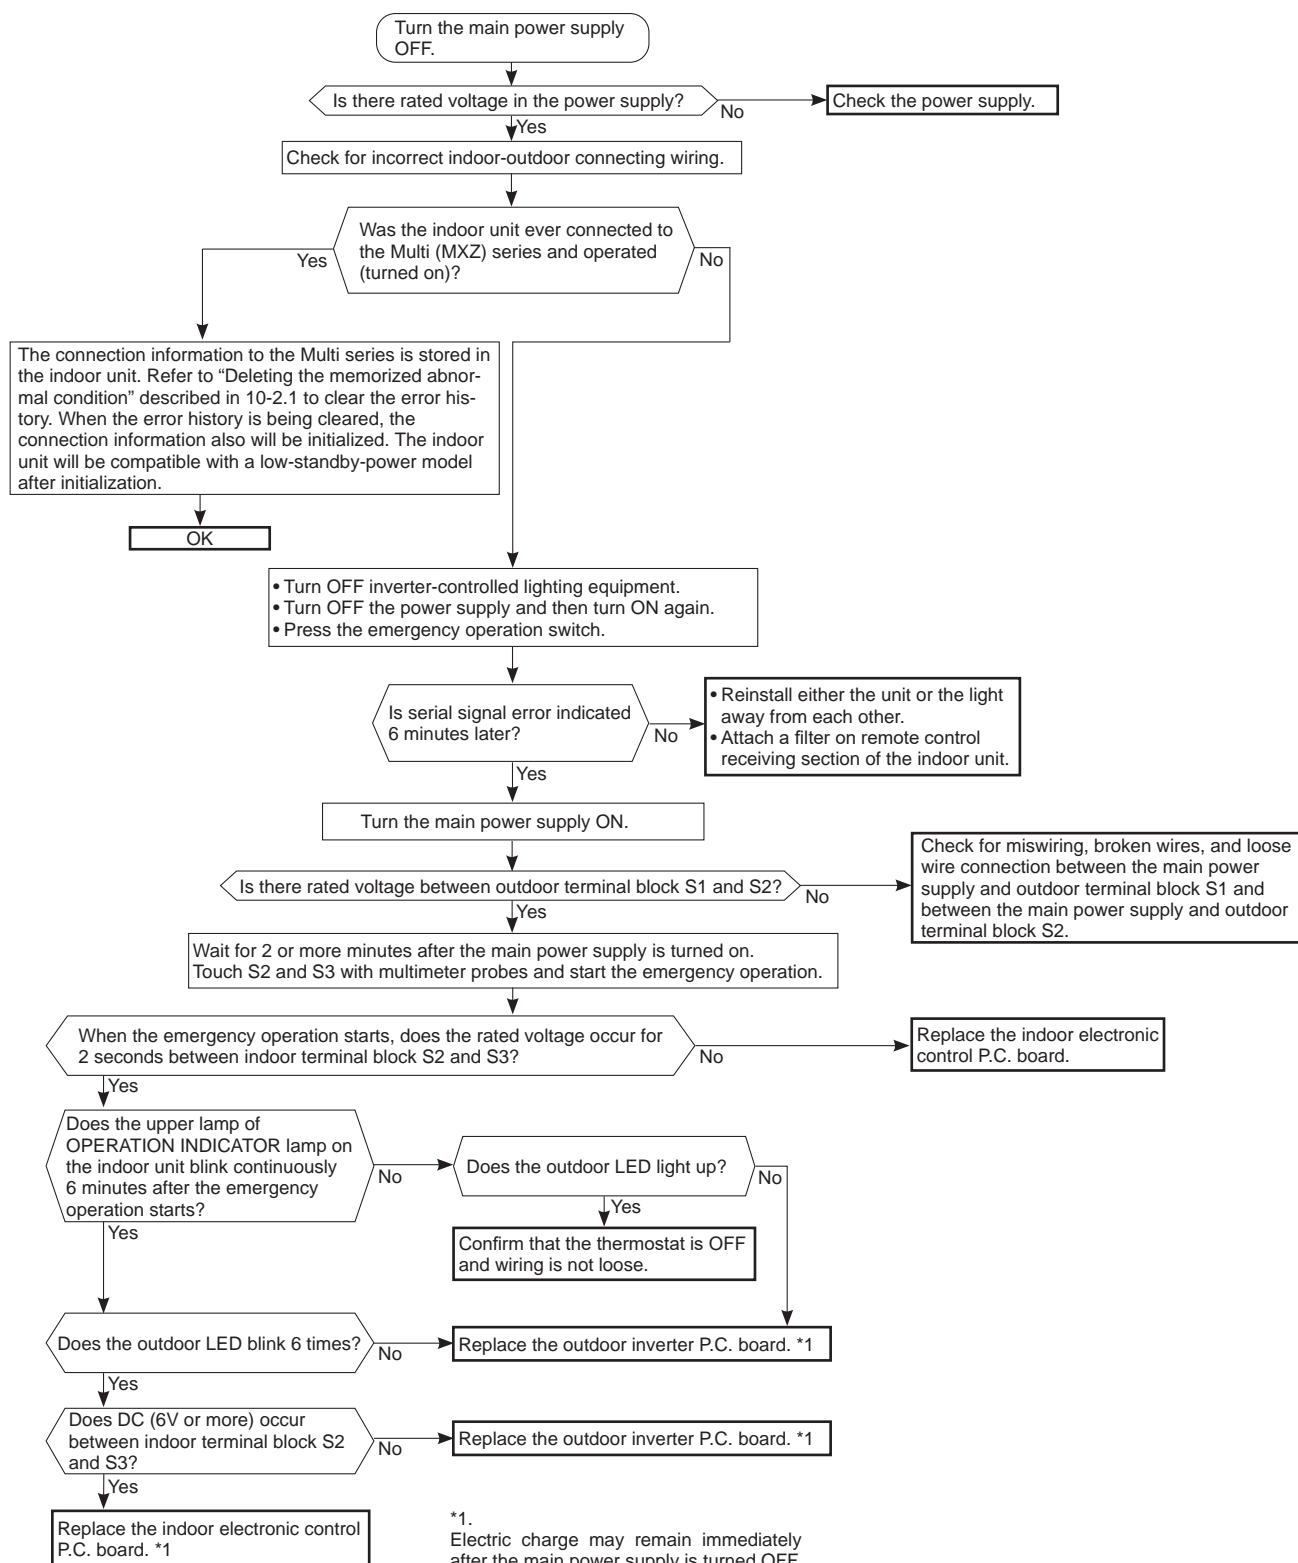 Turn the main power supply
OFF.
Is there rated voltage in the power supply?
No
Check the power supply.
Yes
Check for incorrect indoor-outdoor connecting wiring.
Was the indoor unit ever connected to
the Multi (MXZ) series and operated
(turned on)?
Yes
No
The connection information to the Multi series is stored in
the indoor unit. Refer to “Deleting the memorized abnor-
mal condition” described in 10-2.1 to clear the error his-
tory. When the error history is being cleared, the
connection information also will be initialized. The indoor
unit will be compatible with a low-standby-power model
after initialization.
OK
• Turn OFF inverter-controlled lighting equipment.
• Turn OFF the power supply and then turn ON again.
• Press the emergency operation switch.
Is serial signal error indicated
6 minutes later?
No
• Reinstall either the unit or the light
away from each other.
• Attach a filter on remote control
receiving section of the indoor unit.
Yes
Turn the main power supply ON.
Is there rated voltage between outdoor terminal block S1 and S2?
No
Check for miswiring, broken wires, and loose
wire connection between the main power
supply and outdoor terminal block S1 and
between the main power supply and outdoor
terminal block S2.
Yes
Wait for 2 or more minutes after the main power supply is turned on.
Touch S2 and S3 with multimeter probes and start the emergency operation.
When the emergency operation starts, does the rated voltage occur for
2 seconds between indoor terminal block S2 and S3?
No
Replace the indoor electronic
control P.C. board.
Yes
Does the upper lamp of
OPERATION INDICATOR lamp on
the indoor unit blink continuously
6 minutes after the emergency
operation starts?
No
Does the outdoor LED light up?
No
Yes
Confirm that the thermostat is OFF
and wiring is not loose.
Yes
Does the outdoor LED blink 6 times?
No
Replace the outdoor inverter P.C. board. *1
Yes
Does DC (6V or more) occur
between indoor terminal block S2
and S3?
No
Replace the outdoor inverter P.C. board. *1
Yes
Replace the indoor electronic control
P.C. board. *1
*1.
Electric charge may remain immediately
after the main power supply is turned OFF.